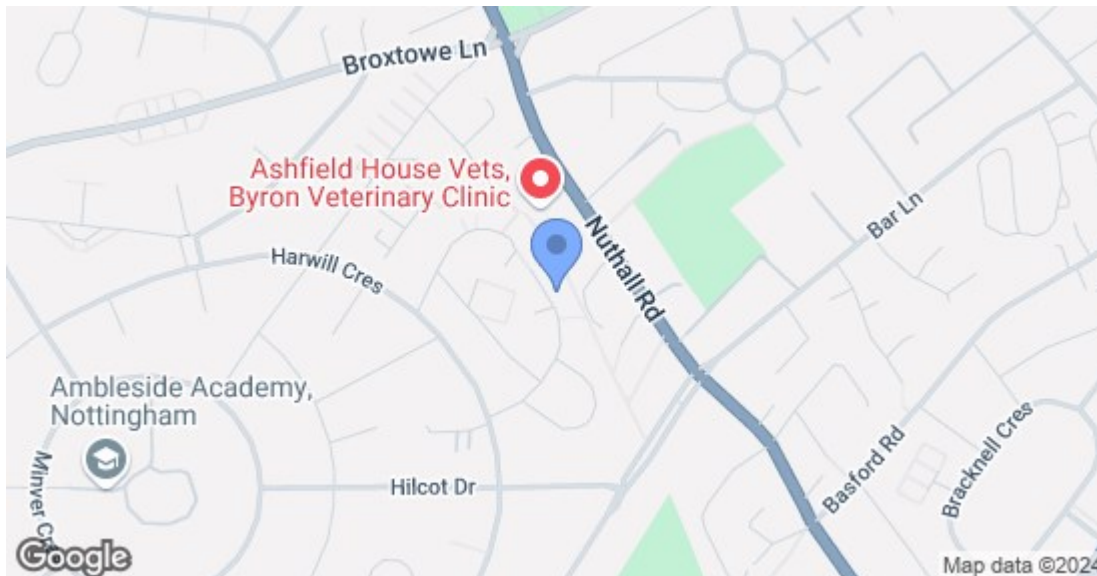 Broxtowe Ln
Ashfield House Vets,
Byron Veterinary Clinic
Nuthall Rd
Bar Ln
Harwill Cres
Ambleside Academy,
Nottingham
Minver Cre
Hilcot Dr
Basford Rd
Bracknell Cres
Google
Map data ©2024